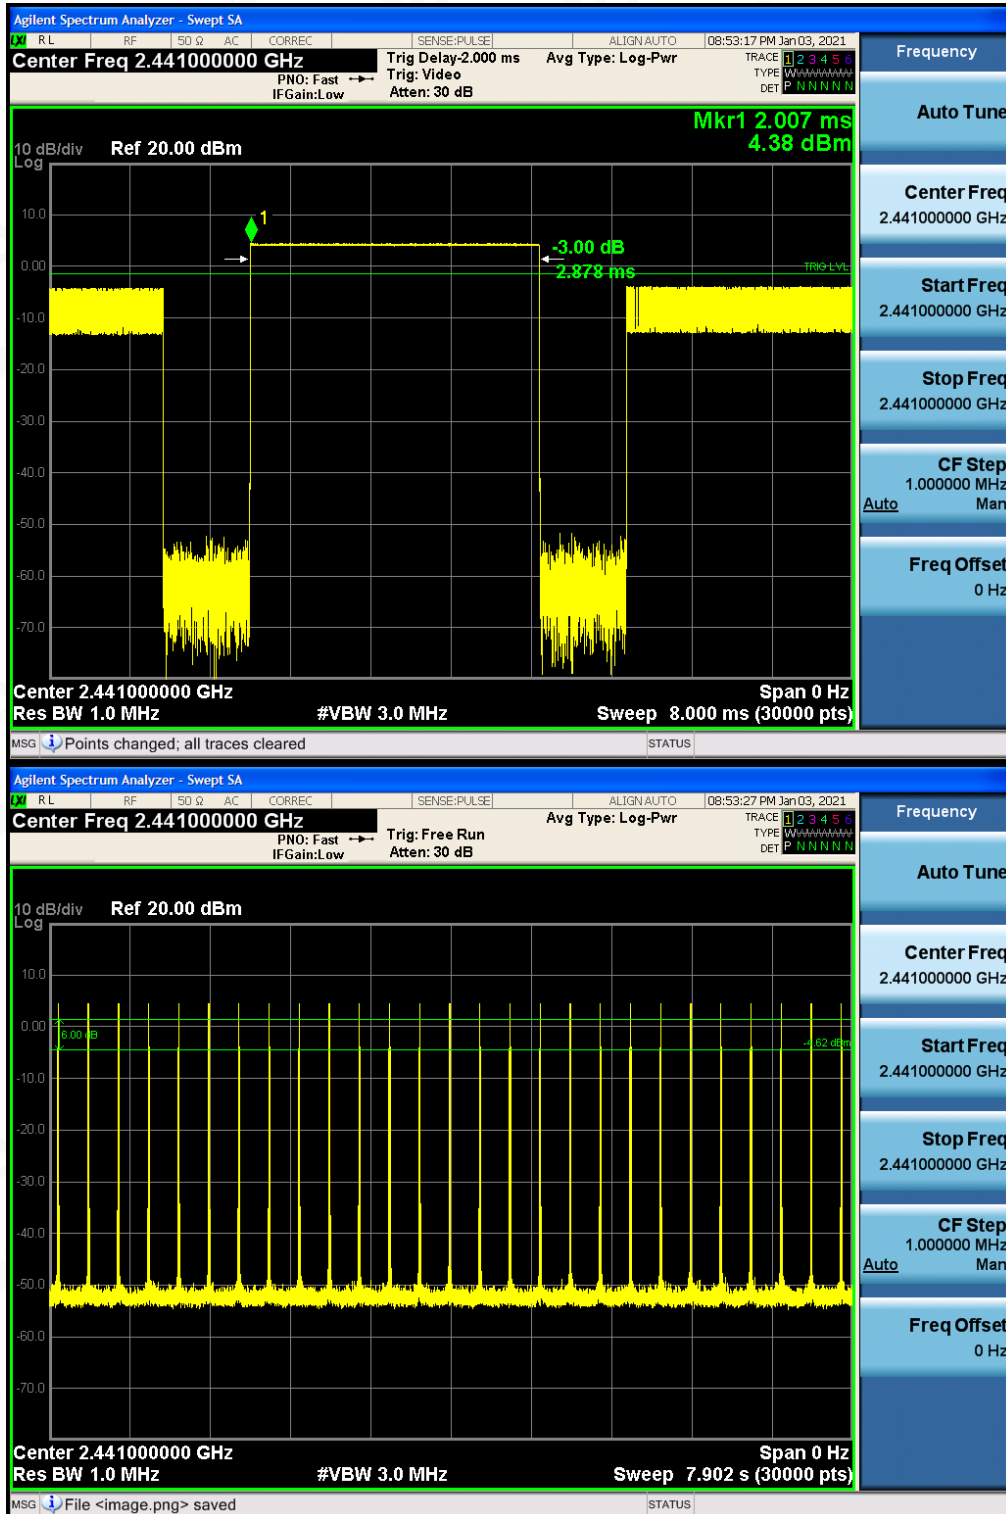 Agilent Spectrum Analyzer - Swept SA
LXI RL RF 50 Ω AC CORREC SENSE:PULSE ALIGN AUTO 08:53:17 PM Jan 03, 2021
Center Freq 2.441000000 GHz
PNO: Fast
IFGain:Low
Trig Delay-2.000 ms
Trig: Video
Atten: 30 dB
Avg Type: Log-Pwr
TRACE 1 2 3 4 5 6
TYPE W
DET P N N N N N
Mkr1 2.007 ms
4.38 dBm
10 dB/div Ref 20.00 dBm
Log
10.0
0.00
-10.0
-20.0
-30.0
-40.0
-50.0
-60.0
-70.0
1
-3.00 dB
2.878 ms
TRIG LVL
Center 2.441000000 GHz Span 0 Hz
Res BW 1.0 MHz #VBW 3.0 MHz Sweep 8.000 ms (30000 pts)
MSG Points changed; all traces cleared STATUS
Frequency
Auto Tune
Center Freq
2.441000000 GHz
Start Freq
2.441000000 GHz
Stop Freq
2.441000000 GHz
CF Step
1.000000 MHz
Auto Man
Freq Offset
0 Hz
Agilent Spectrum Analyzer - Swept SA
LXI RL RF 50 Ω AC CORREC SENSE:PULSE ALIGN AUTO 08:53:27 PM Jan 03, 2021
Center Freq 2.441000000 GHz
PNO: Fast
IFGain:Low
Trig: Free Run
Atten: 30 dB
Avg Type: Log-Pwr
TRACE 1 2 3 4 5 6
TYPE W
DET P N N N N N
10 dB/div Ref 20.00 dBm
Log
10.0
0.00
-10.0
-20.0
-30.0
-40.0
-50.0
-60.0
-70.0
6.00 dB
-4.62 dBm
Center 2.441000000 GHz Span 0 Hz
Res BW 1.0 MHz #VBW 3.0 MHz Sweep 7.902 s (30000 pts)
MSG File <image.png> saved STATUS
Frequency
Auto Tune
Center Freq
2.441000000 GHz
Start Freq
2.441000000 GHz
Stop Freq
2.441000000 GHz
CF Step
1.000000 MHz
Auto Man
Freq Offset
0 Hz